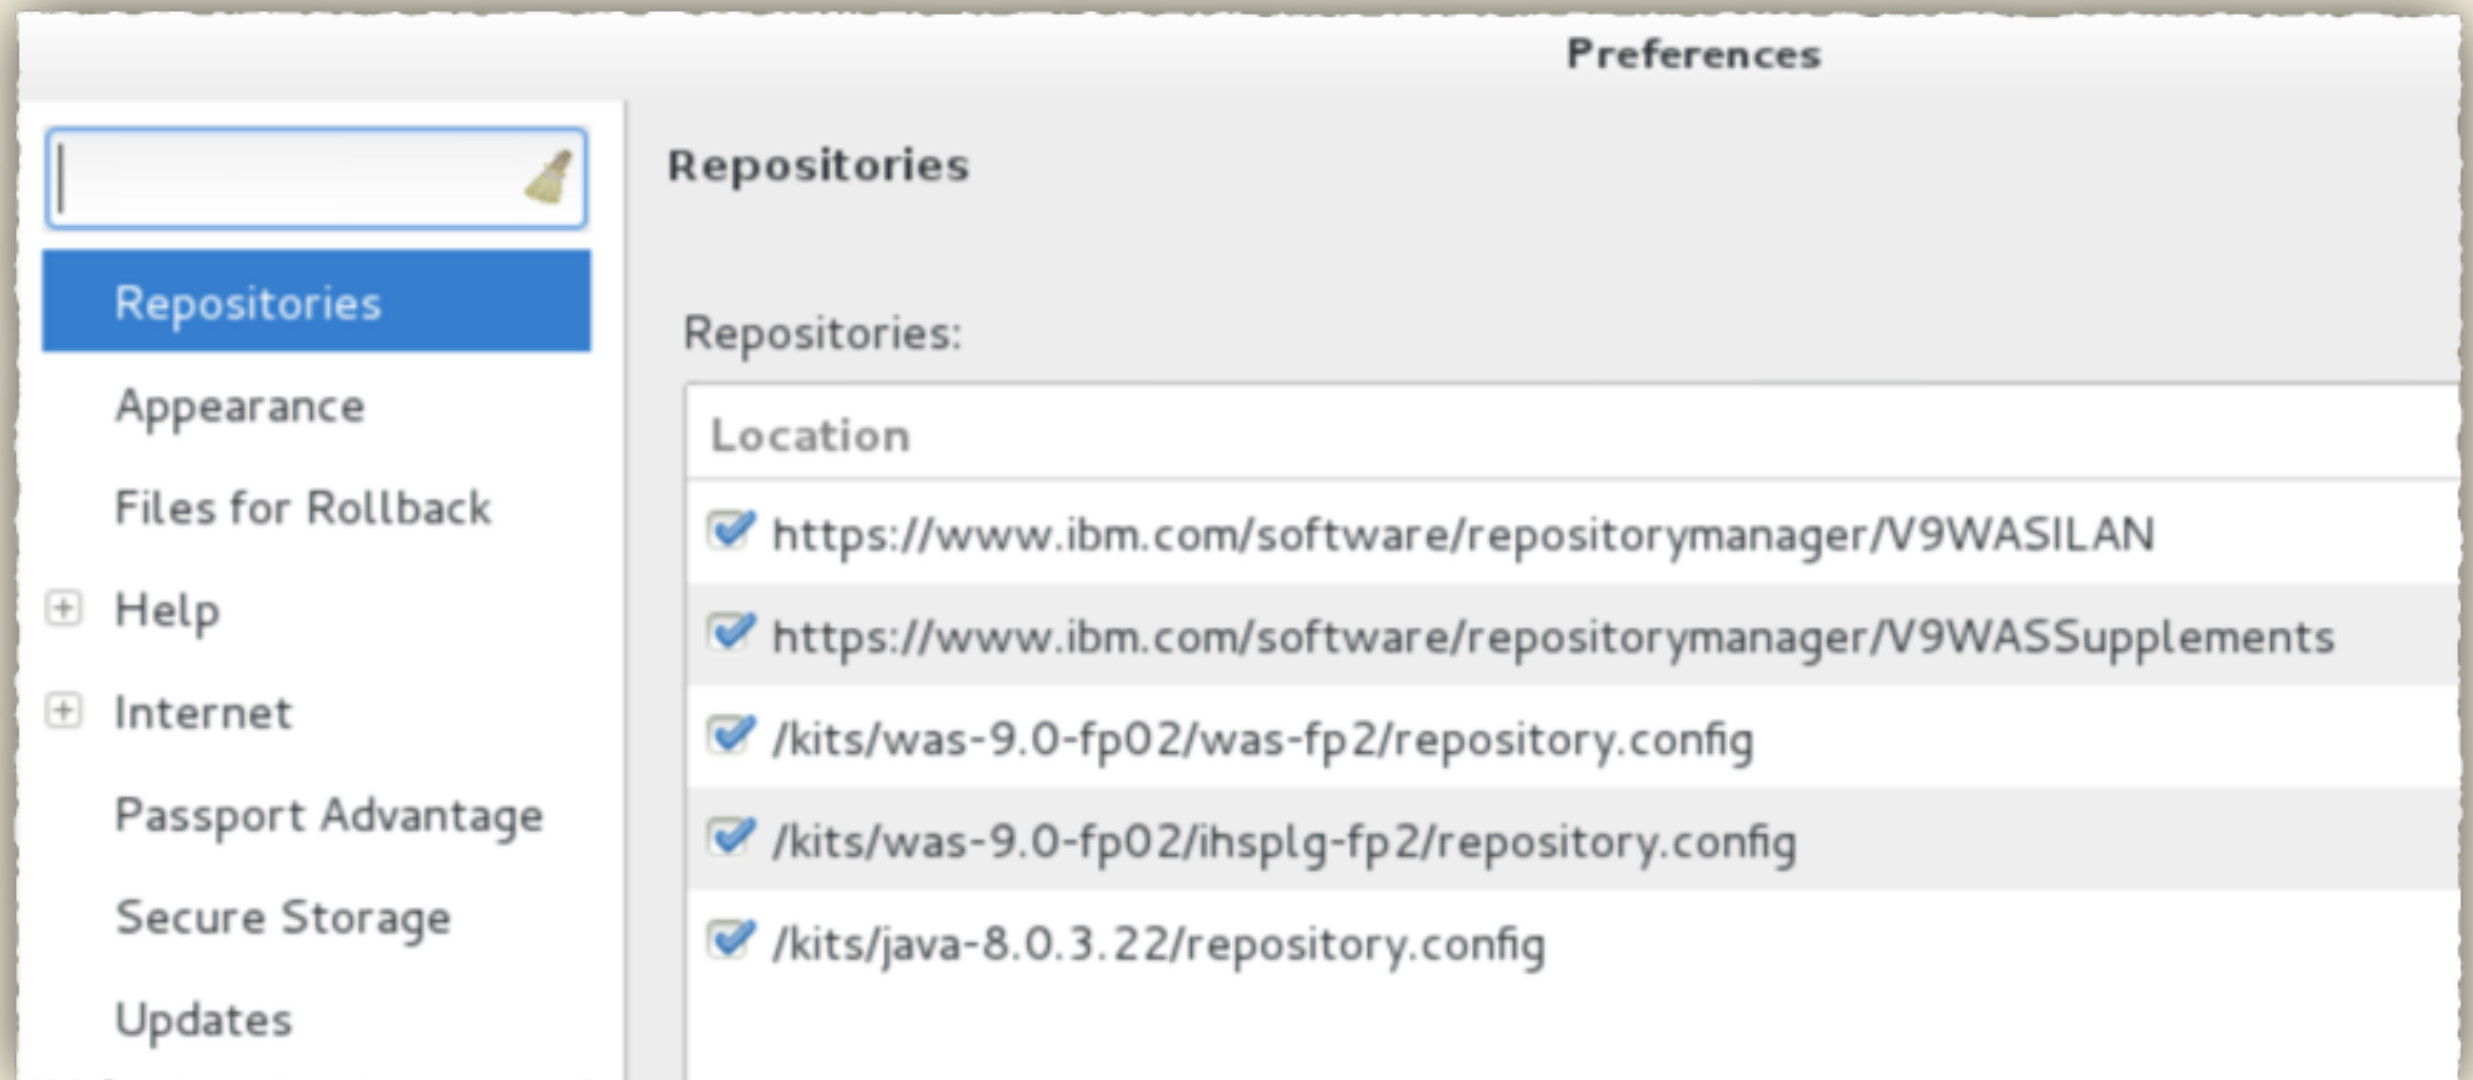 Preferences
Repositories
Appearance
Files for Rollback
Help
Internet
Passport Advantage
Secure Storage
Updates
Repositories
Repositories:
Location
https://www.ibm.com/software/repositorymanager/V9WASILAN
https://www.ibm.com/software/repositorymanager/V9WASSupplements
/kits/was-9.0-fp02/was-fp2/repository.config
/kits/was-9.0-fp02/ihsplg-fp2/repository.config
/kits/java-8.0.3.22/repository.config